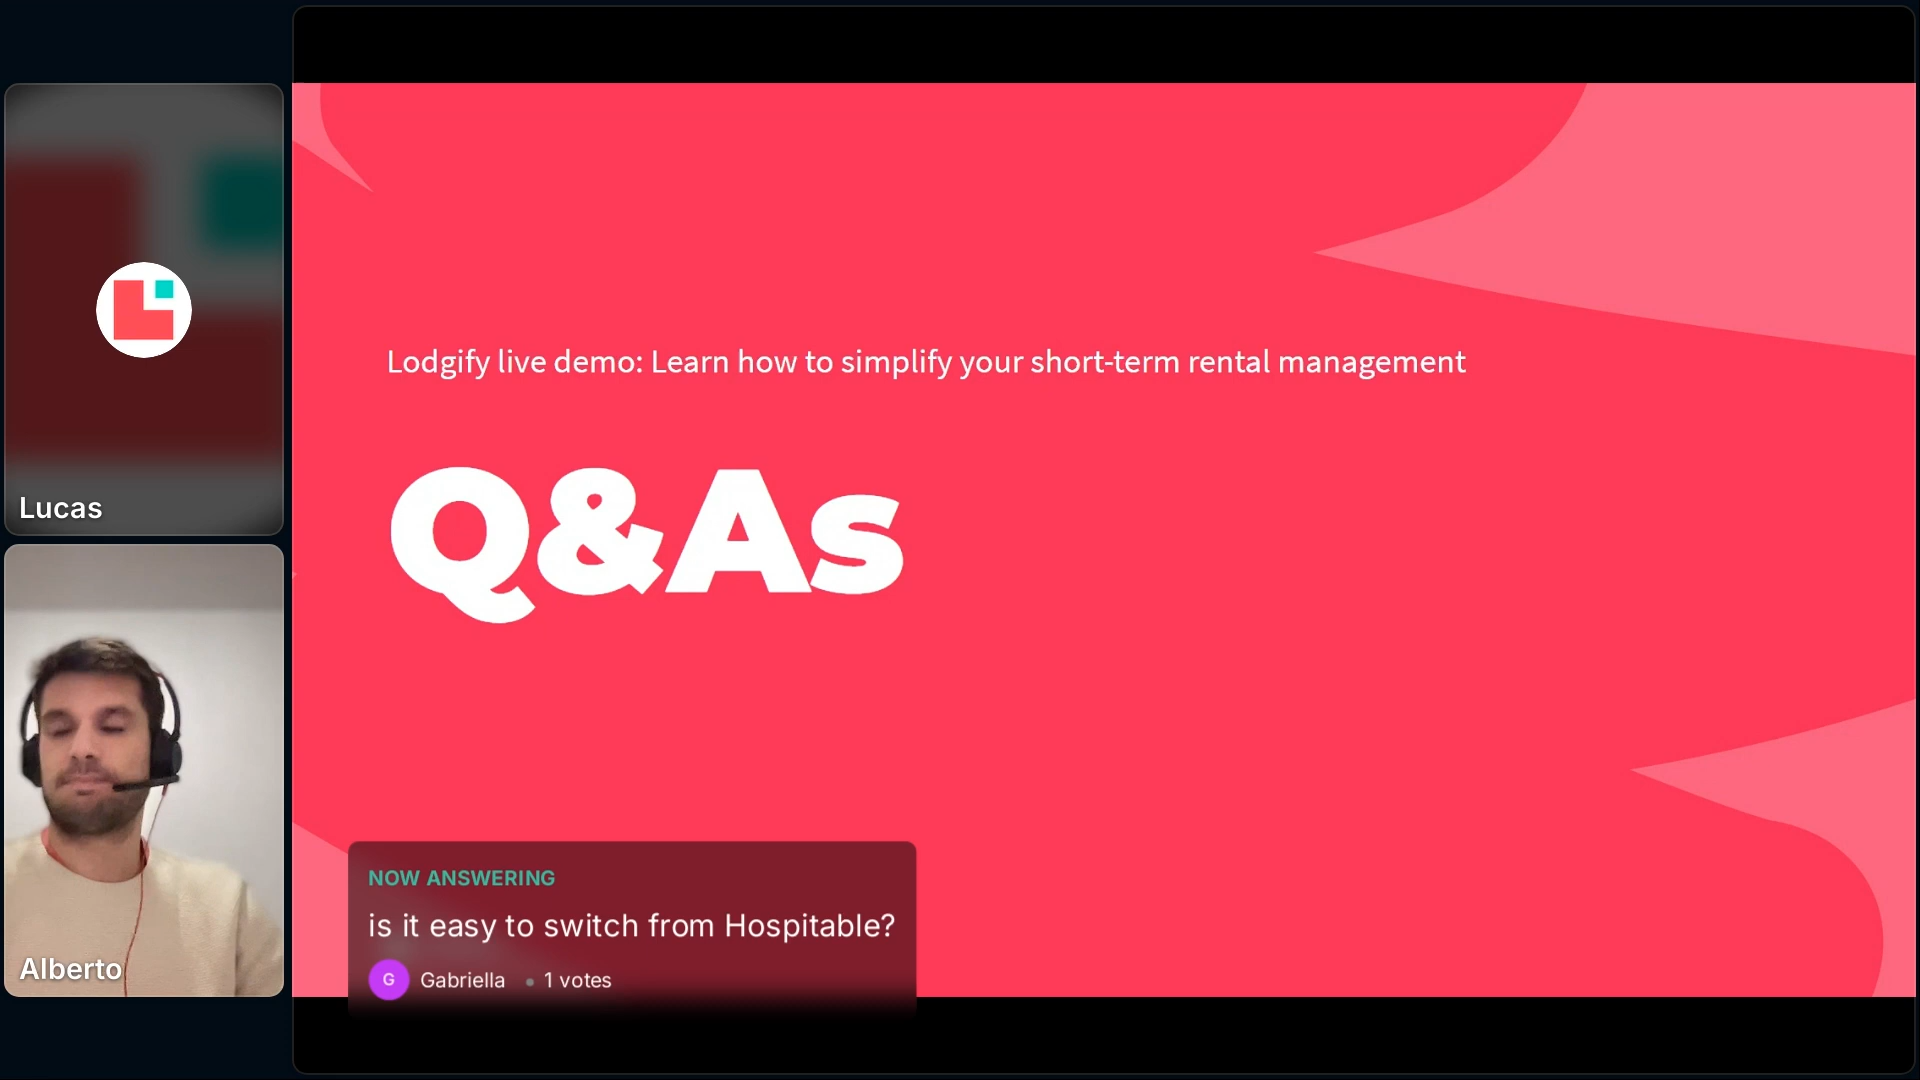 Lucas
Alberto
Lodgify live demo: Learn how to simplify your short-term rental management
Q&As
NOW ANSWERING
is it easy to switch from Hospitable?
G Gabriella • 1 votes